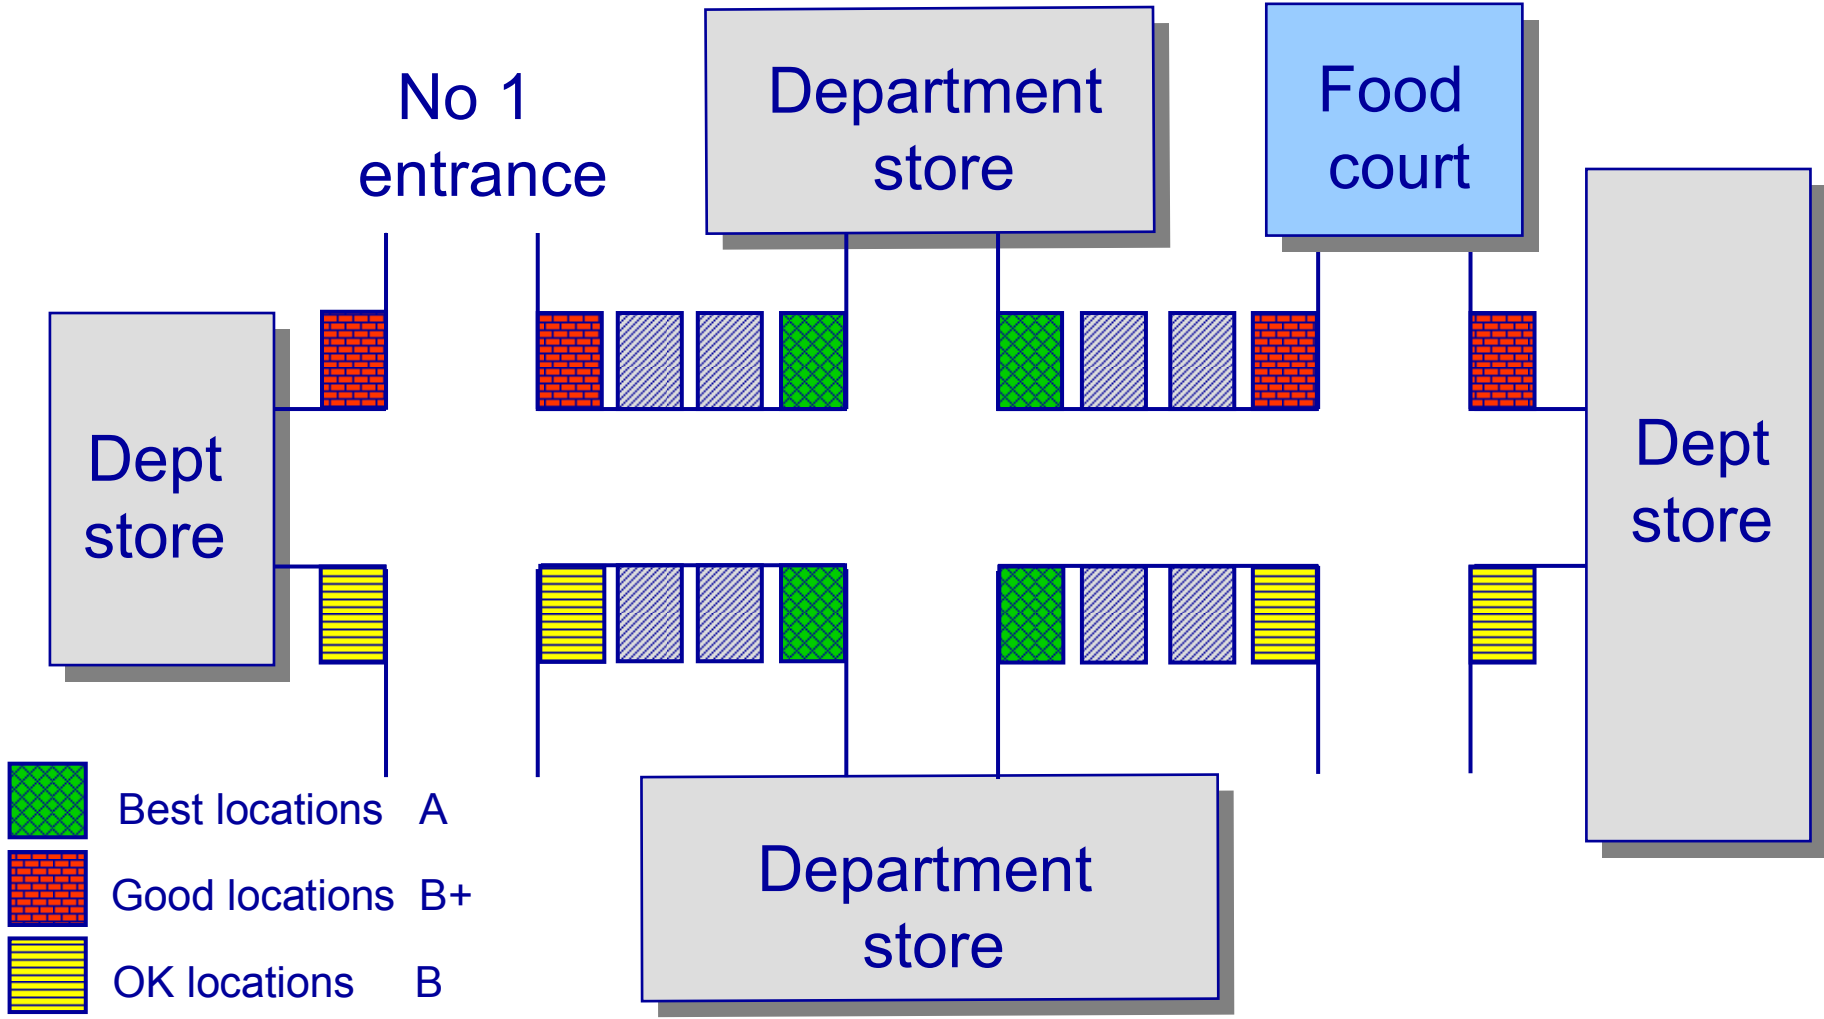 No 1
entrance
Department
store
Food
court
Dept
store
Dept
store
Best locations A
Good locations B+
OK locations B
Department
store